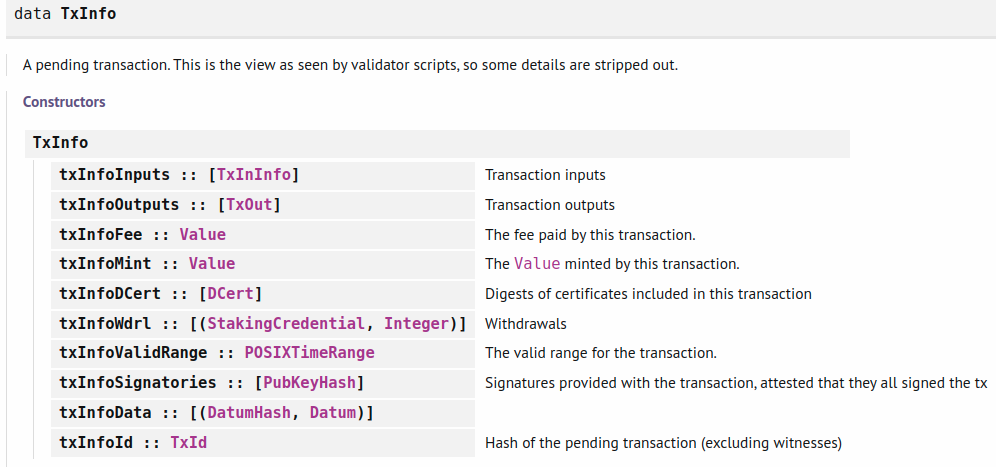 data TxInfo
A pending transaction. This is the view as seen by validator scripts, so some details are stripped out.
Constructors
TxInfo
txInfoInputs :: [TxInInfo] Transaction inputs
txInfoOutputs :: [TxOut] Transaction outputs
txInfoFee :: Value The fee paid by this transaction.
txInfoMint :: Value The Value minted by this transaction.
txInfoDCert :: [DCert] Digests of certificates included in this transaction
txInfoWdrl :: [(StakingCredential, Integer)] Withdrawals
txInfoValidRange :: POSIXTimeRange The valid range for the transaction.
txInfoSignatories :: [PubKeyHash] Signatures provided with the transaction, attested that they all signed the tx
txInfoData :: [(DatumHash, Datum)]
txInfoId :: TxId Hash of the pending transaction (excluding witnesses)